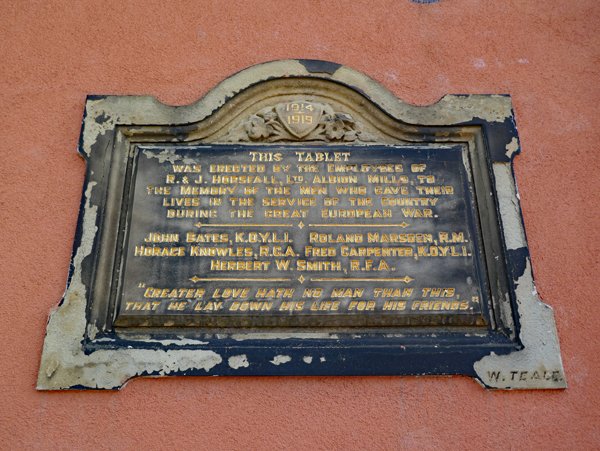 1914
1919
THIS TABLET
WAS ERECTED BY THE EMPLOYEES OF
R. & J. HORSFALL, LTD. ALBION MILLS, TO
THE MEMORY OF THE MEN WHO GAVE THEIR
LIVES IN THE SERVICE OF THE COUNTRY
DURING THE GREAT EUROPEAN WAR.
JOHN BATES, K.O.Y.L.I. ROLAND MARSDEN, R.M.
HORACE KNOWLES, R.G.A. FRED CARPENTER, K.O.Y.L.I.
HERBERT W. SMITH, R.F.A.
"GREATER LOVE HATH NO MAN THAN THIS,
THAT HE LAY DOWN HIS LIFE FOR HIS FRIENDS."
W. TEALE.